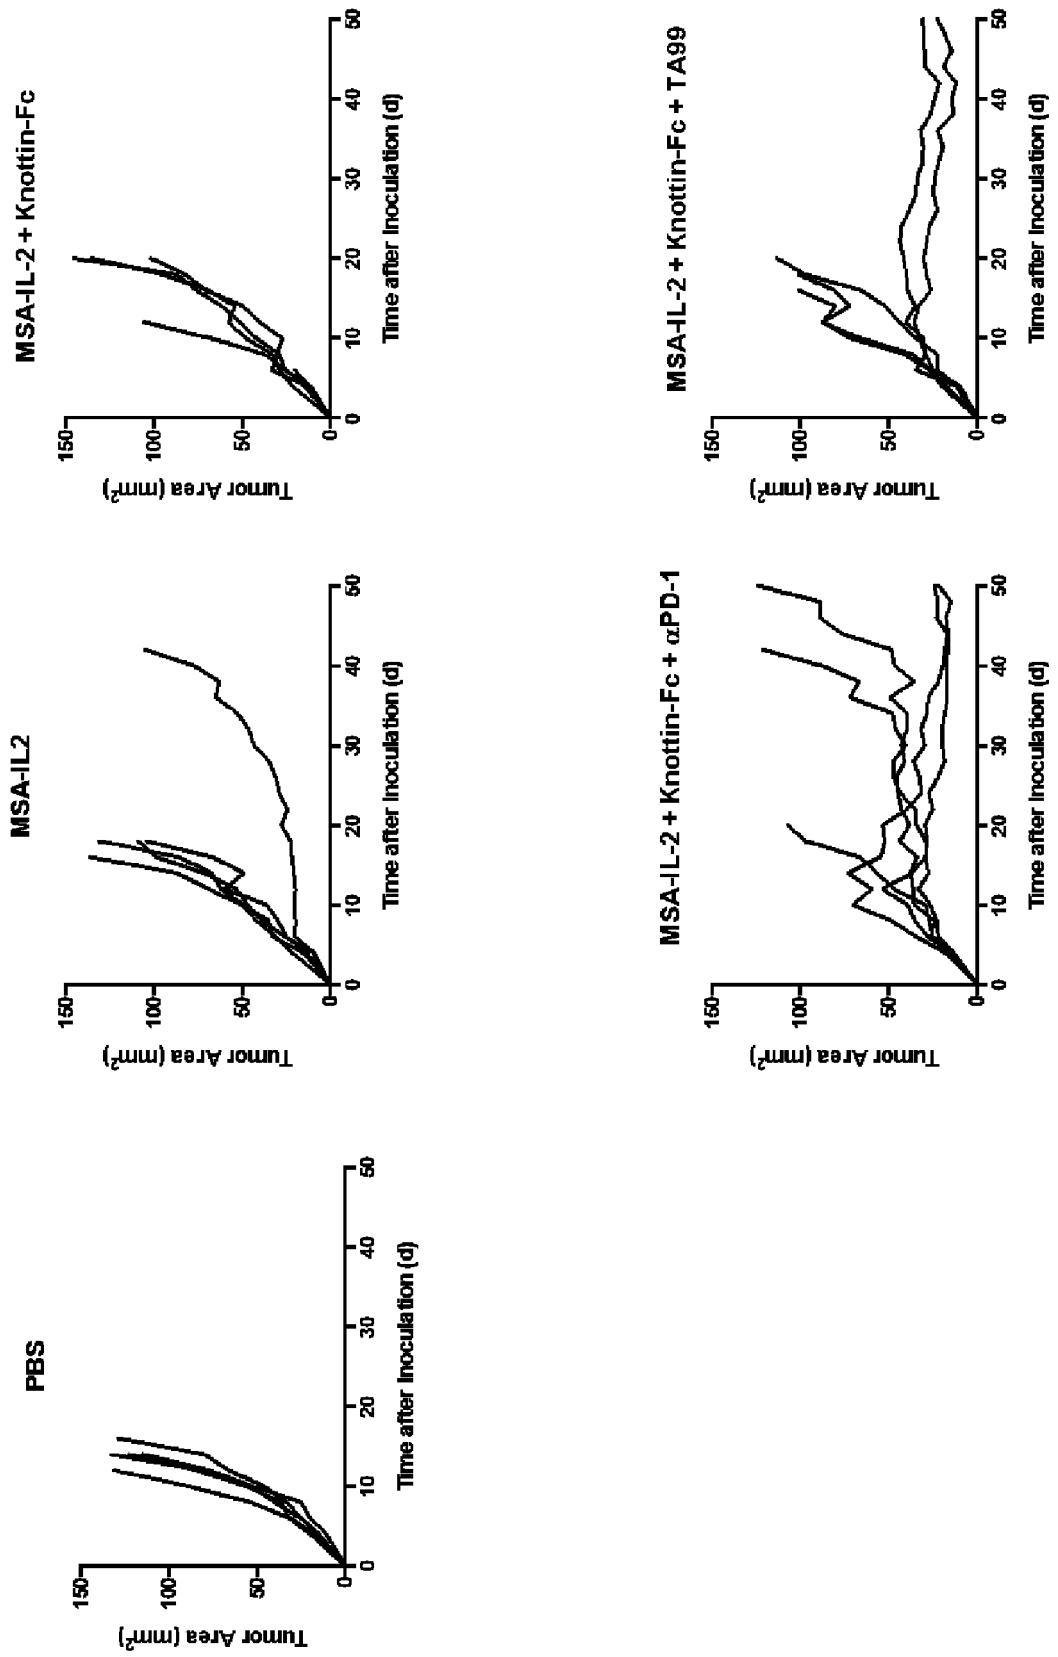 PBS
150
100
50
0
Tumor Area (mm²)
0 10 20 30 40 50
Time after Inoculation (d)
MSA-IL2
150
100
50
0
Tumor Area (mm²)
0 10 20 30 40 50
Time after Inoculation (d)
MSA-IL-2 + Knottin-Fc
150
100
50
0
Tumor Area (mm²)
0 10 20 30 40 50
Time after Inoculation (d)
MSA-IL-2 + Knottin-Fc + αPD-1
150
100
50
0
Tumor Area (mm²)
0 10 20 30 40 50
Time after Inoculation (d)
MSA-IL-2 + Knottin-Fc + TA99
150
100
50
0
Tumor Area (mm²)
0 10 20 30 40 50
Time after Inoculation (d)